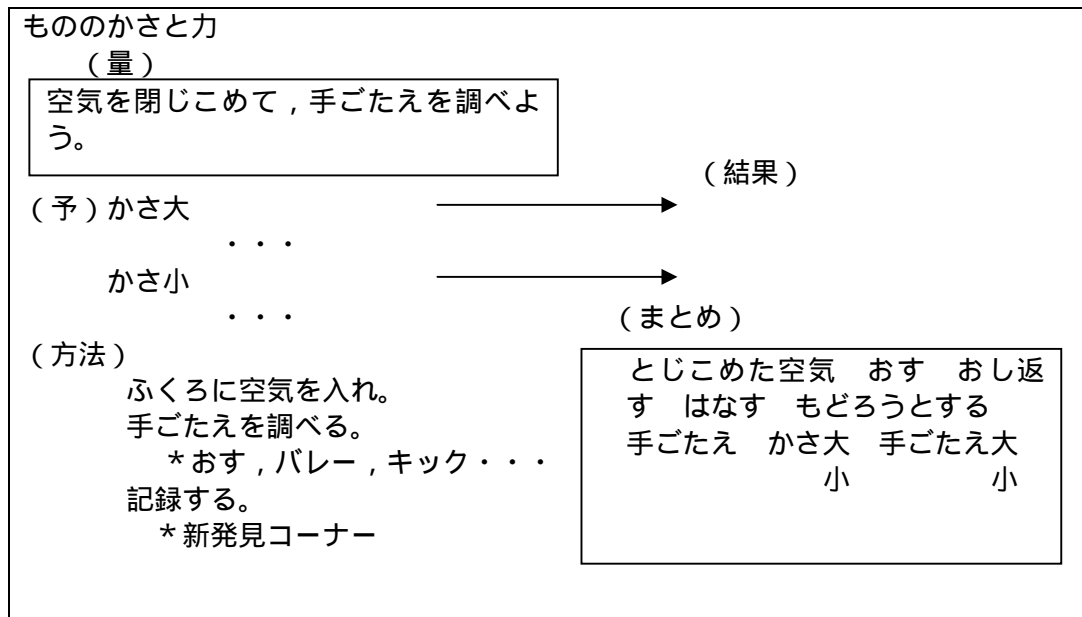 もののかさと力
(量)
空気を閉じこめて,手ごたえを調べよ
う。
(結果)
(予)かさ大
・・・
かさ小
・・・
(まとめ)
(方法)
ふくろに空気を入れ。
手ごたえを調べる。
*おす,バレー,キック・・・
記録する。
*新発見コーナー
とじこめた空気 おす おし返
す はなす もどろうとする
手ごたえ かさ大 手ごたえ大
小 小